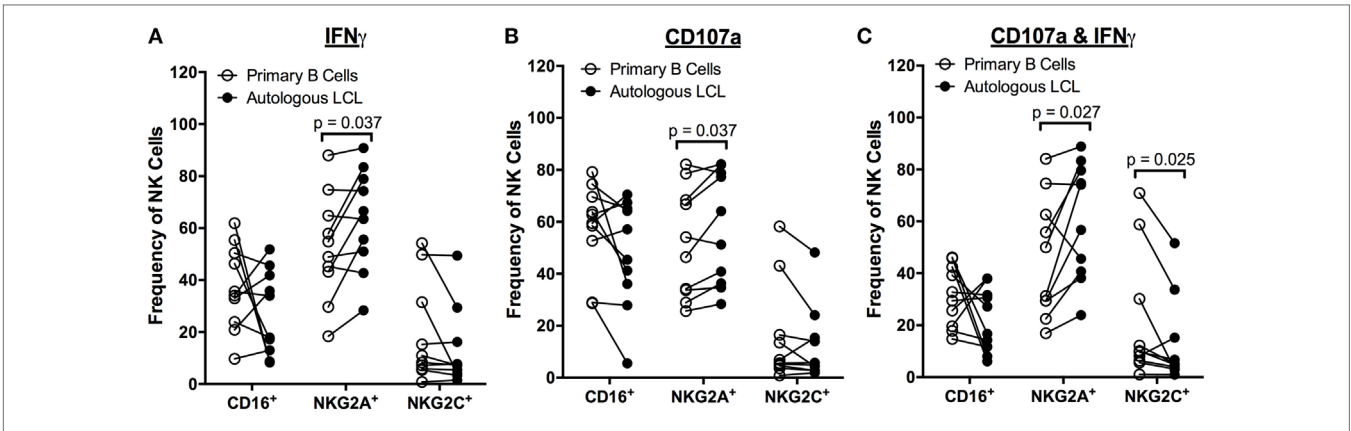 A
IFNγ
Primary B Cells
Autologous LCL
p = 0.037
Frequency of NK Cells
120
100
80
60
40
20
0
CD16+
NKG2A+
NKG2C+
B
CD107a
Primary B Cells
Autologous LCL
p = 0.037
Frequency of NK Cells
120
100
80
60
40
20
0
CD16+
NKG2A+
NKG2C+
C
CD107a & IFNγ
Primary B Cells
Autologous LCL
p = 0.027
p = 0.025
Frequency of NK Cells
120
100
80
60
40
20
0
CD16+
NKG2A+
NKG2C+